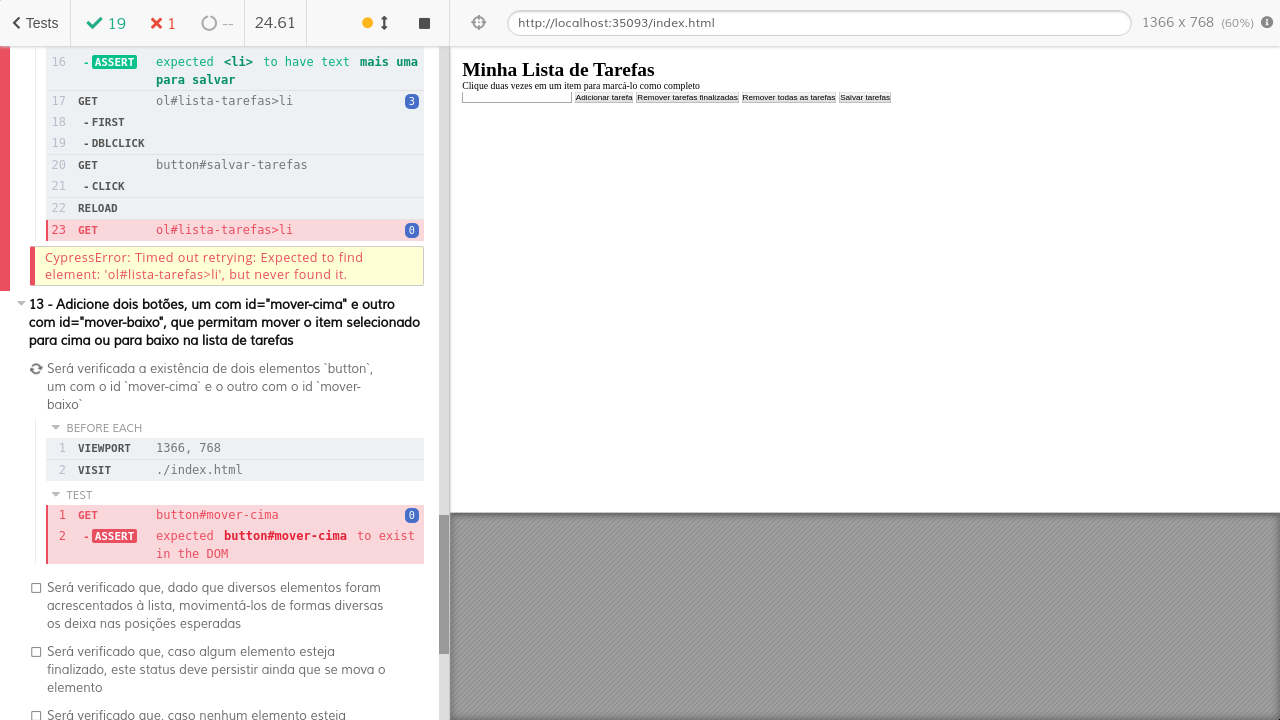 Tests
19
1
--
24.61
http://localhost:35093/index.html
1366 x 768 (60%)
16 - ASSERT expected <li> to have text mais uma
para salvar
17 GET ol#lista-tarefas>li 3
18 - FIRST
19 - DBLCLICK
20 GET button#salvar-tarefas
21 - CLICK
22 RELOAD
23 GET ol#lista-tarefas>li 0
CypressError: Timed out retrying: Expected to find
element: 'ol#lista-tarefas>li', but never found it.
13 - Adicione dois botões, um com id="mover-cima" e outro
com id="mover-baixo", que permitam mover o item selecionado
para cima ou para baixo na lista de tarefas
Será verificada a existência de dois elementos `button`,
um com o id `mover-cima` e o outro com o id `mover-
baixo`
BEFORE EACH
1 VIEWPORT 1366, 768
2 VISIT ./index.html
TEST
1 GET button#mover-cima 0
2 - ASSERT expected button#mover-cima to exist
in the DOM
Será verificado que, dado que diversos elementos foram
acrescentados à lista, movimentá-los de formas diversas
os deixa nas posições esperadas
Será verificado que, caso algum elemento esteja
finalizado, este status deve persistir ainda que se mova o
elemento
Será verificado que, caso nenhum elemento esteja
Minha Lista de Tarefas
Clique duas vezes em um item para marcá-lo como completo
Adicionar tarefa Remover tarefas finalizadas Remover todas as tarefas Salvar tarefas